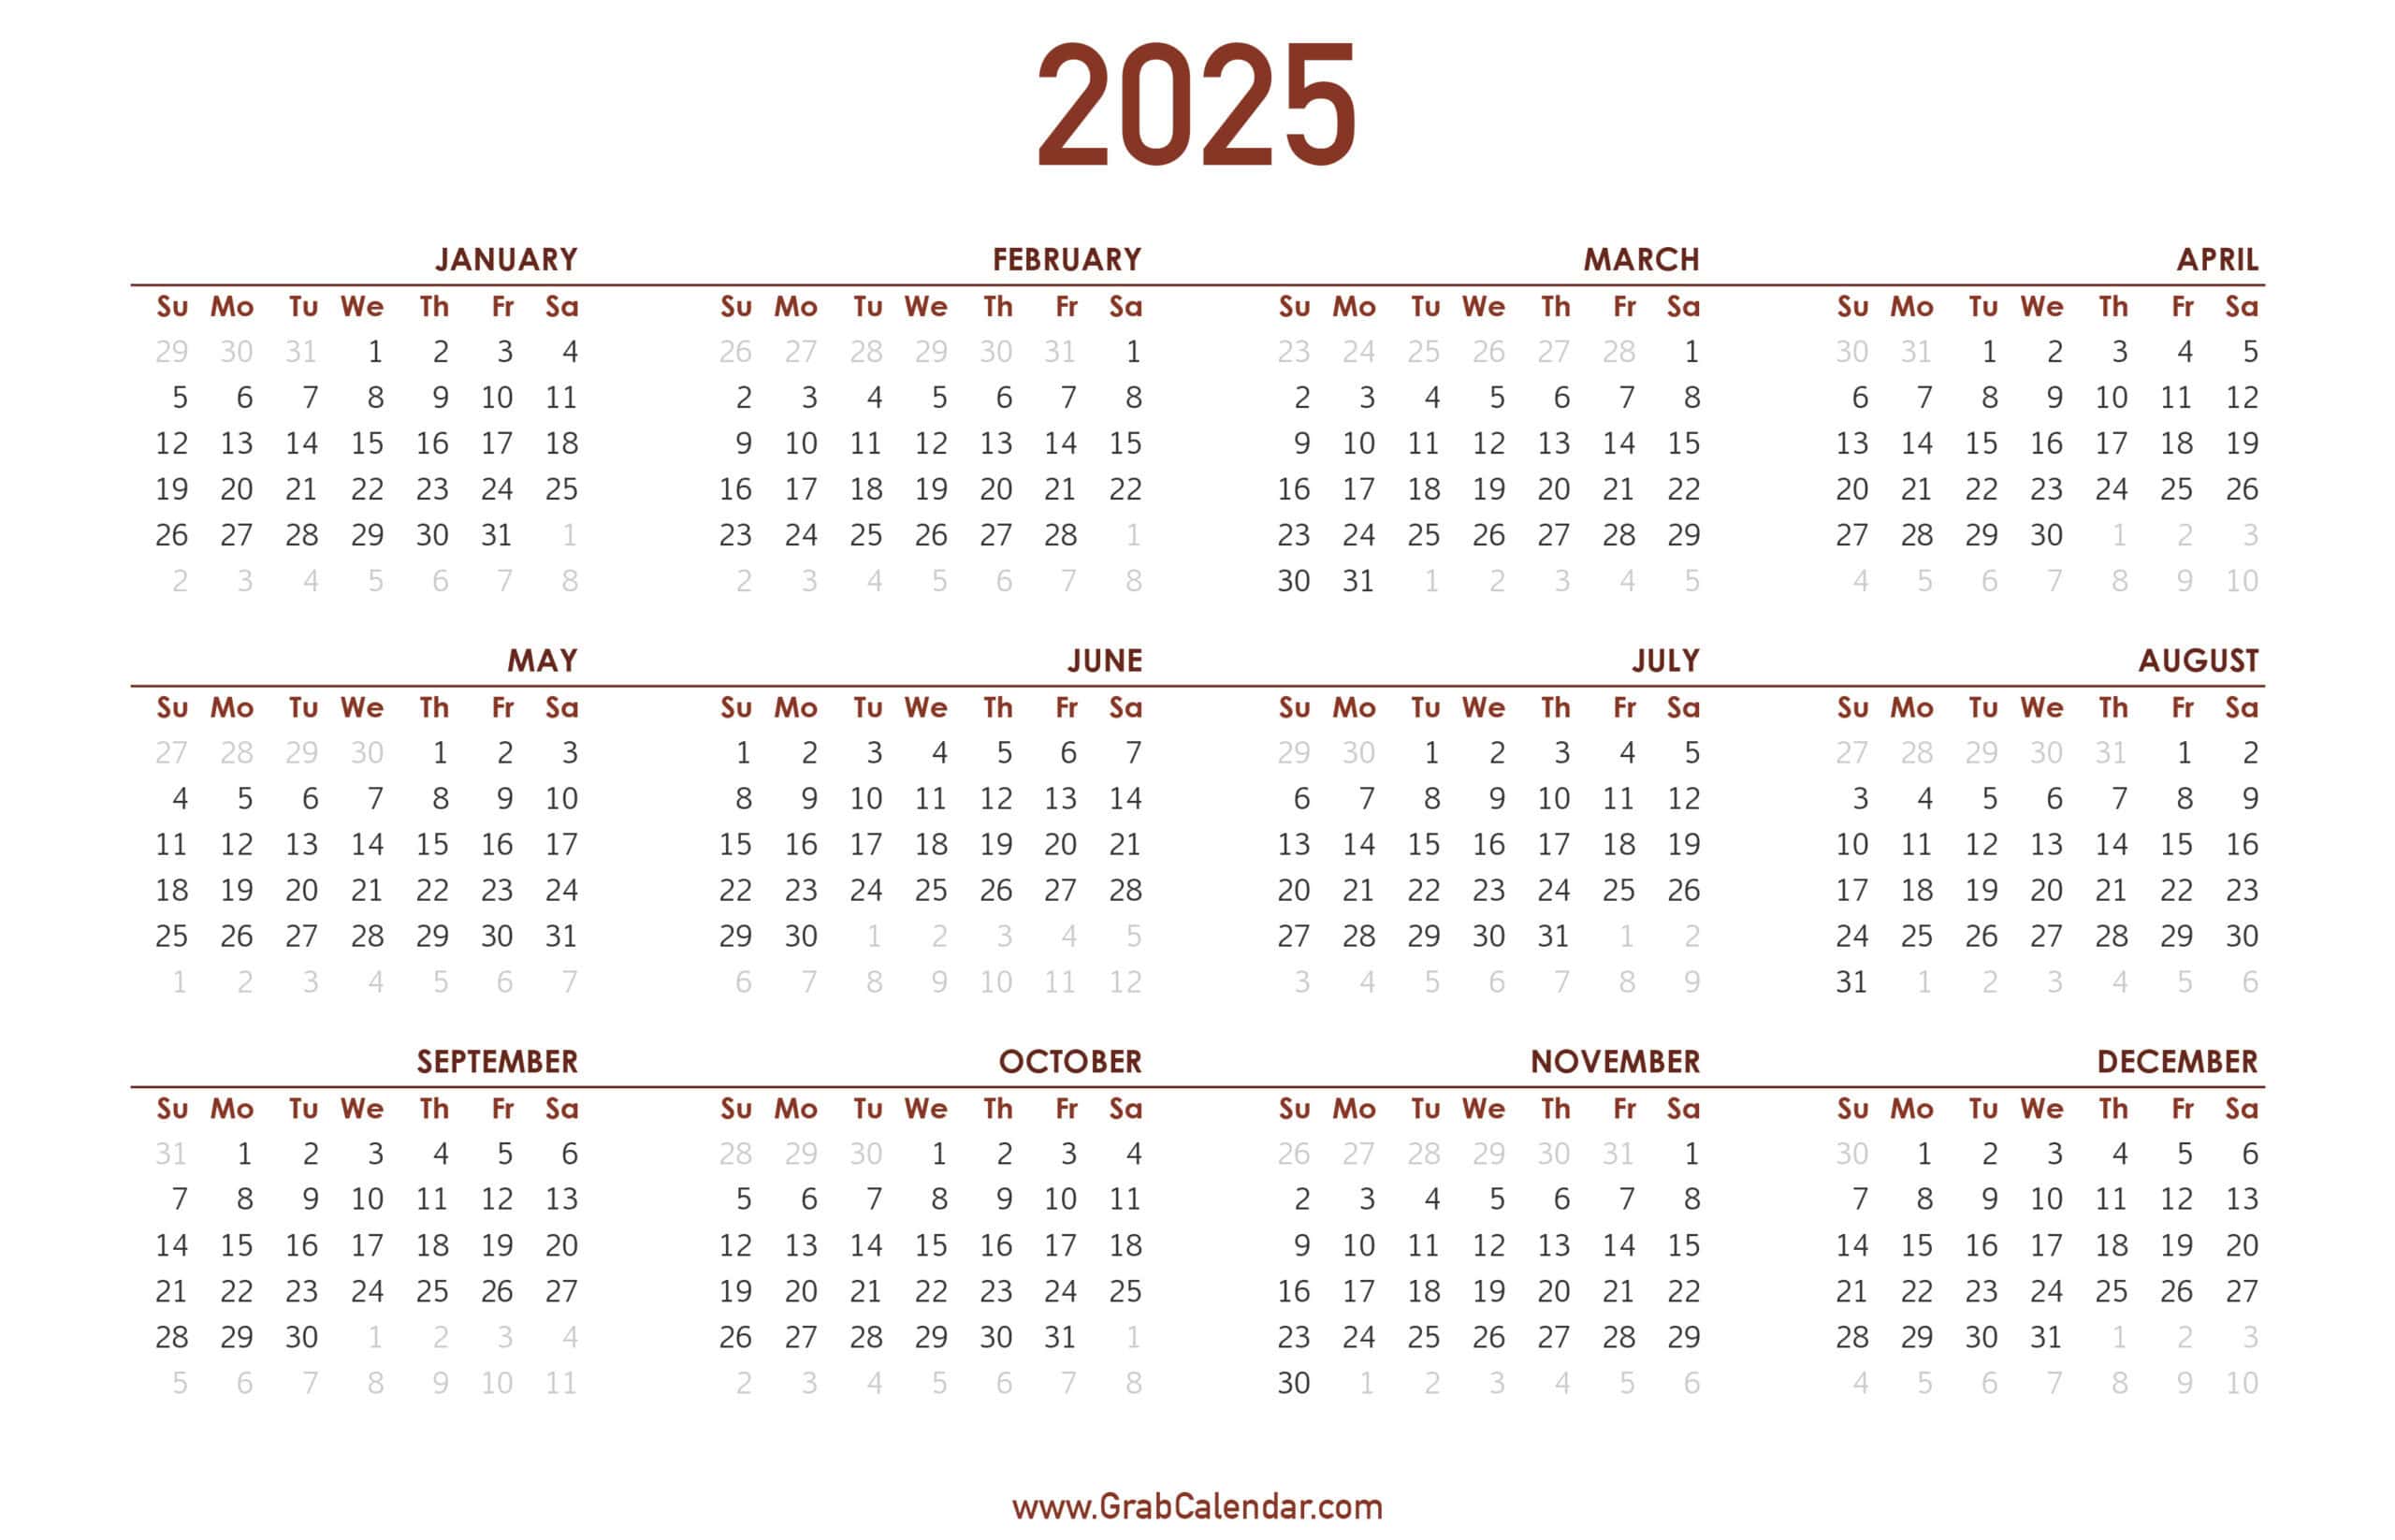 2025
JANUARY FEBRUARY MARCH APRIL
Su Mo Tu We Th Fr Sa Su Mo Tu We Th Fr Sa Su Mo Tu We Th Fr Sa Su Mo Tu We Th Fr Sa
29 30 31 1 2 3 4 26 27 28 29 30 31 1 23 24 25 26 27 28 1 30 31 1 2 3 4 5
5 6 7 8 9 10 11 2 3 4 5 6 7 8 2 3 4 5 6 7 8 6 7 8 9 10 11 12
12 13 14 15 16 17 18 9 10 11 12 13 14 15 9 10 11 12 13 14 15 13 14 15 16 17 18 19
19 20 21 22 23 24 25 16 17 18 19 20 21 22 16 17 18 19 20 21 22 20 21 22 23 24 25 26
26 27 28 29 30 31 1 23 24 25 26 27 28 1 23 24 25 26 27 28 29 27 28 29 30 1 2 3
2 3 4 5 6 7 8 2 3 4 5 6 7 8 30 31 1 2 3 4 5 4 5 6 7 8 9 10
MAY JUNE JULY AUGUST
Su Mo Tu We Th Fr Sa Su Mo Tu We Th Fr Sa Su Mo Tu We Th Fr Sa Su Mo Tu We Th Fr Sa
27 28 29 30 1 2 3 1 2 3 4 5 6 7 29 30 1 2 3 4 5 27 28 29 30 31 1 2
4 5 6 7 8 9 10 8 9 10 11 12 13 14 6 7 8 9 10 11 12 3 4 5 6 7 8 9
11 12 13 14 15 16 17 15 16 17 18 19 20 21 13 14 15 16 17 18 19 10 11 12 13 14 15 16
18 19 20 21 22 23 24 22 23 24 25 26 27 28 20 21 22 23 24 25 26 17 18 19 20 21 22 23
25 26 27 28 29 30 31 29 30 1 2 3 4 5 27 28 29 30 31 1 2 24 25 26 27 28 29 30
1 2 3 4 5 6 7 6 7 8 9 10 11 12 3 4 5 6 7 8 9 31 1 2 3 4 5 6
SEPTEMBER OCTOBER NOVEMBER DECEMBER
Su Mo Tu We Th Fr Sa Su Mo Tu We Th Fr Sa Su Mo Tu We Th Fr Sa Su Mo Tu We Th Fr Sa
31 1 2 3 4 5 6 28 29 30 1 2 3 4 26 27 28 29 30 31 1 30 1 2 3 4 5 6
7 8 9 10 11 12 13 5 6 7 8 9 10 11 2 3 4 5 6 7 8 7 8 9 10 11 12 13
14 15 16 17 18 19 20 12 13 14 15 16 17 18 9 10 11 12 13 14 15 14 15 16 17 18 19 20
21 22 23 24 25 26 27 19 20 21 22 23 24 25 16 17 18 19 20 21 22 21 22 23 24 25 26 27
28 29 30 1 2 3 4 26 27 28 29 30 31 1 23 24 25 26 27 28 29 28 29 30 31 1 2 3
5 6 7 8 9 10 11 2 3 4 5 6 7 8 30 1 2 3 4 5 6 4 5 6 7 8 9 10
www.GrabCalendar.com